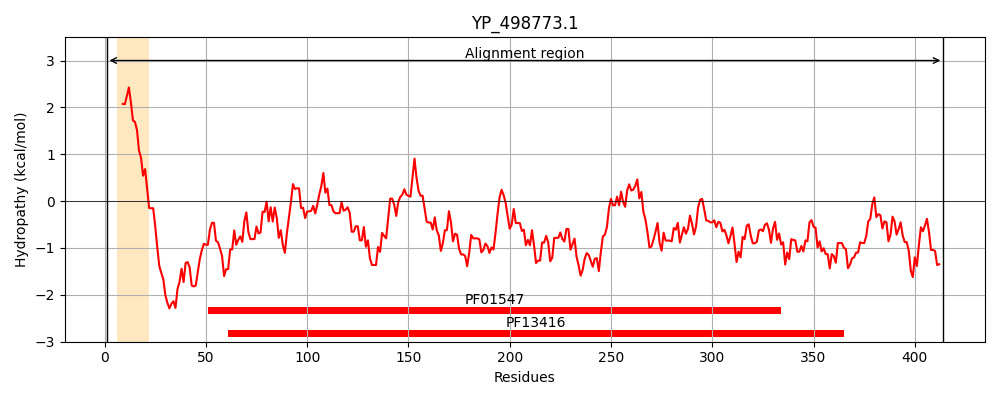 YP_498773.1
Alignment region
Hydropathy (kcal/mol)
3
2
1
0
−1
−2
−3
PF01547
PF13416
0 50 100 150 200 250 300 350 400
Residues